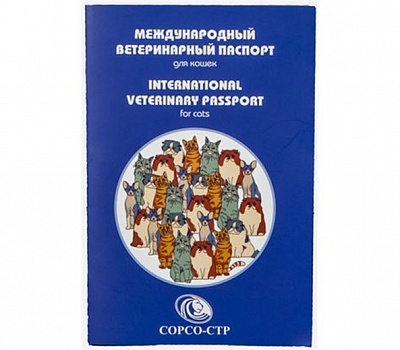 МЕЖДУНАРОДНЫЙ
ВЕТЕРИНАРНЫЙ ПАСПОРТ
для кошек
INTERNATIONAL
VETERINARY PASSPORT
for cats
СОРСО-СТР